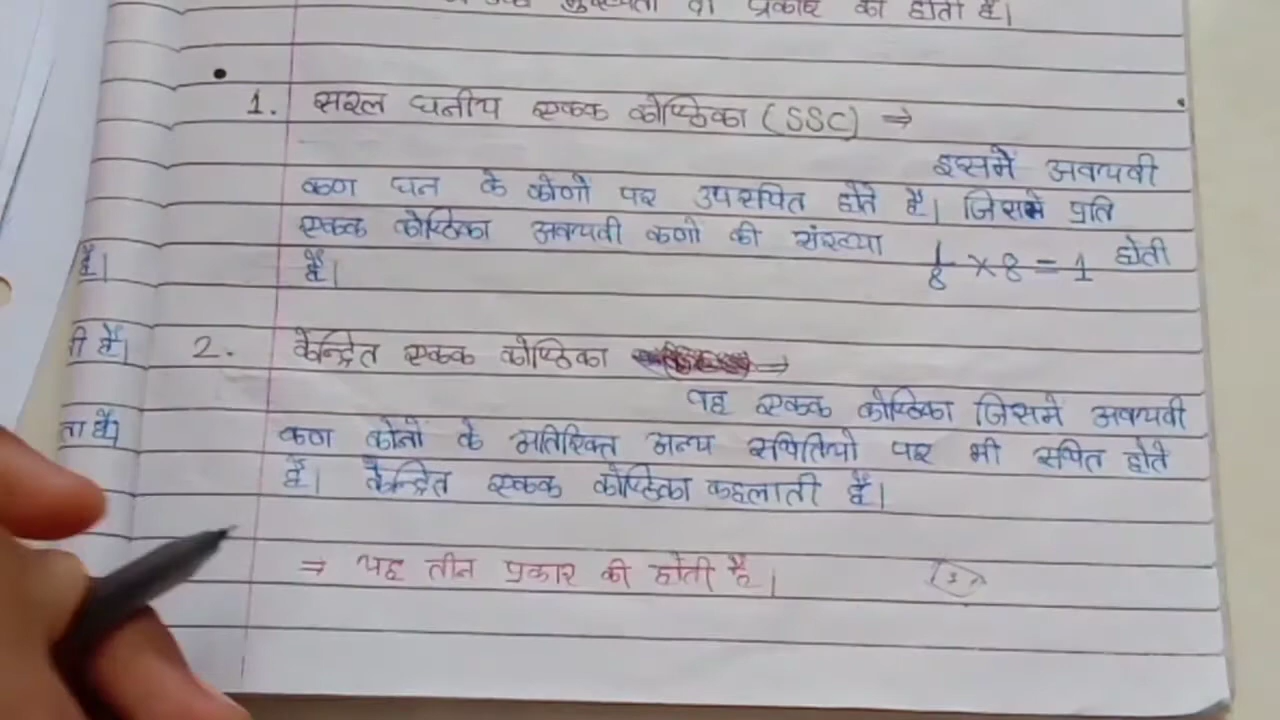 प्रकार की होती है।
1. सरल घनीय एकक कोष्ठिका (SSC) ⇒
इसमें अवयवी
कण घन के कोणों पर उपस्थित होते है। जिसमे प्रति
एकक कोष्ठिका अवयवी कणों की संख्या 1/8 × 8 = 1 होती
है। है।
ी है। 2. केन्द्रित एकक कोष्ठिका ⇒
वह एकक कोष्ठिका जिसमें अवयवी
ता है। कण कोनों के अतिरिक्त अन्य स्थितियो पर भी स्थित होते
है। केन्द्रित एकक कोष्ठिका कहलाती है।
⇒ यह तीन प्रकार की होती है।